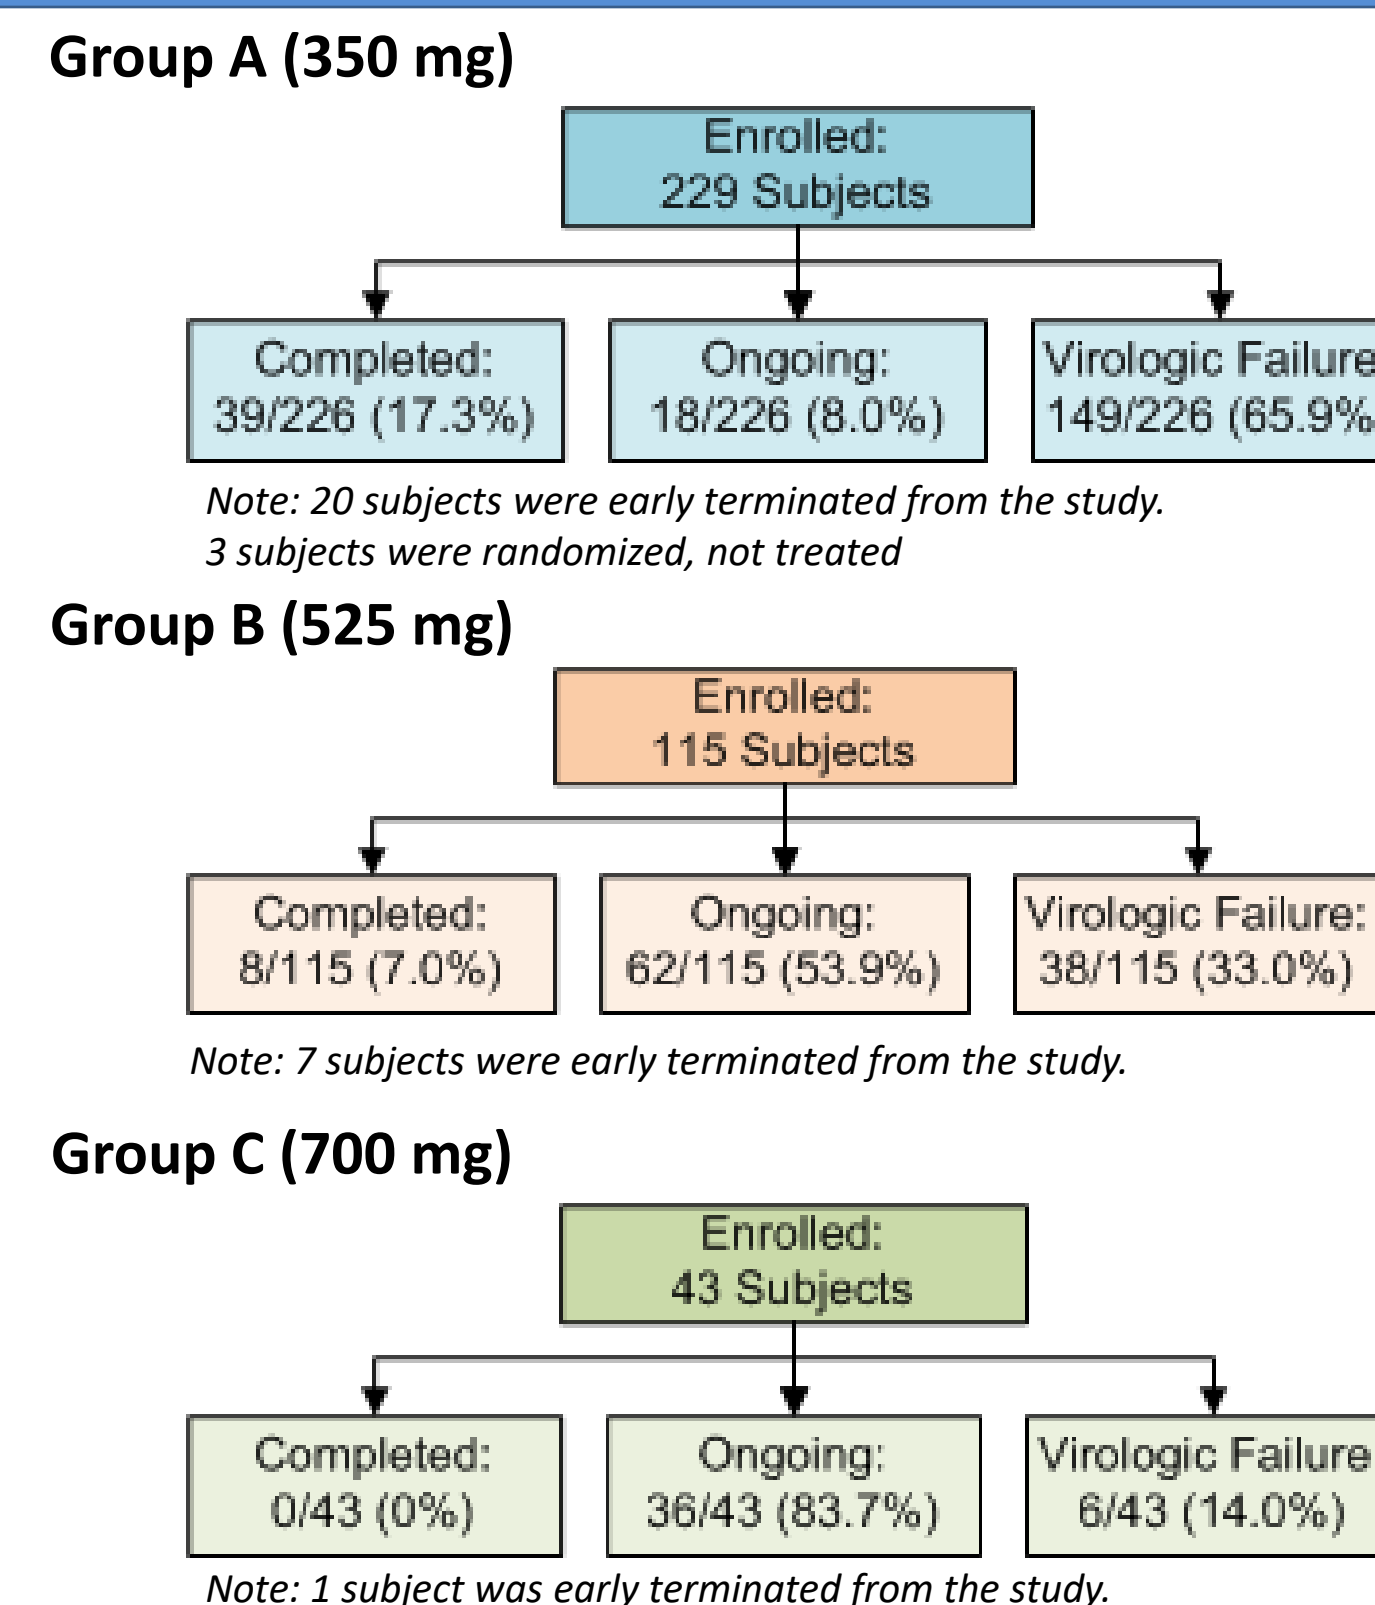 Group A (350 mg)
Enrolled:
229 Subjects
Completed:
39/226 (17.3%)
Ongoing:
18/226 (8.0%)
Virologic Failure
149/226 (65.9%
Note: 20 subjects were early terminated from the study.
3 subjects were randomized, not treated
Group B (525 mg)
Enrolled:
115 Subjects
Completed:
8/115 (7.0%)
Ongoing:
62/115 (53.9%)
Virologic Failure:
38/115 (33.0%)
Note: 7 subjects were early terminated from the study.
Group C (700 mg)
Enrolled:
43 Subjects
Completed:
0/43 (0%)
Ongoing:
36/43 (83.7%)
Virologic Failure
6/43 (14.0%)
Note: 1 subject was early terminated from the study.